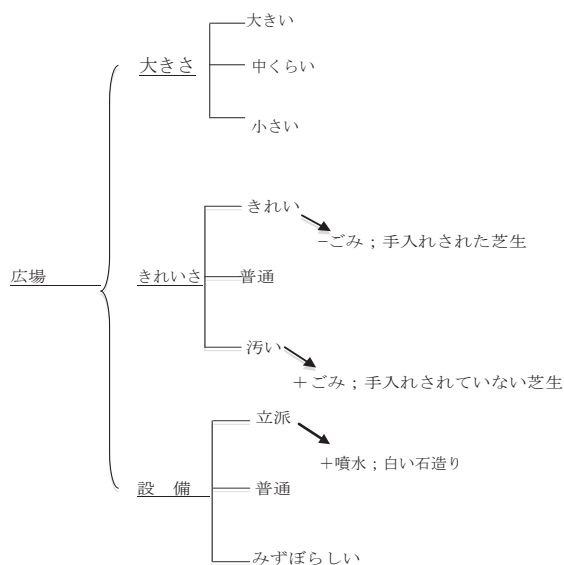 大きい
大きさ
中くらい
小さい
きれい
−ごみ；手入れされた芝生
広場
きれいさ
普通
汚い
＋ごみ；手入れされていない芝生
立派
＋噴水；白い石造り
設　備
普通
みずぼらしい